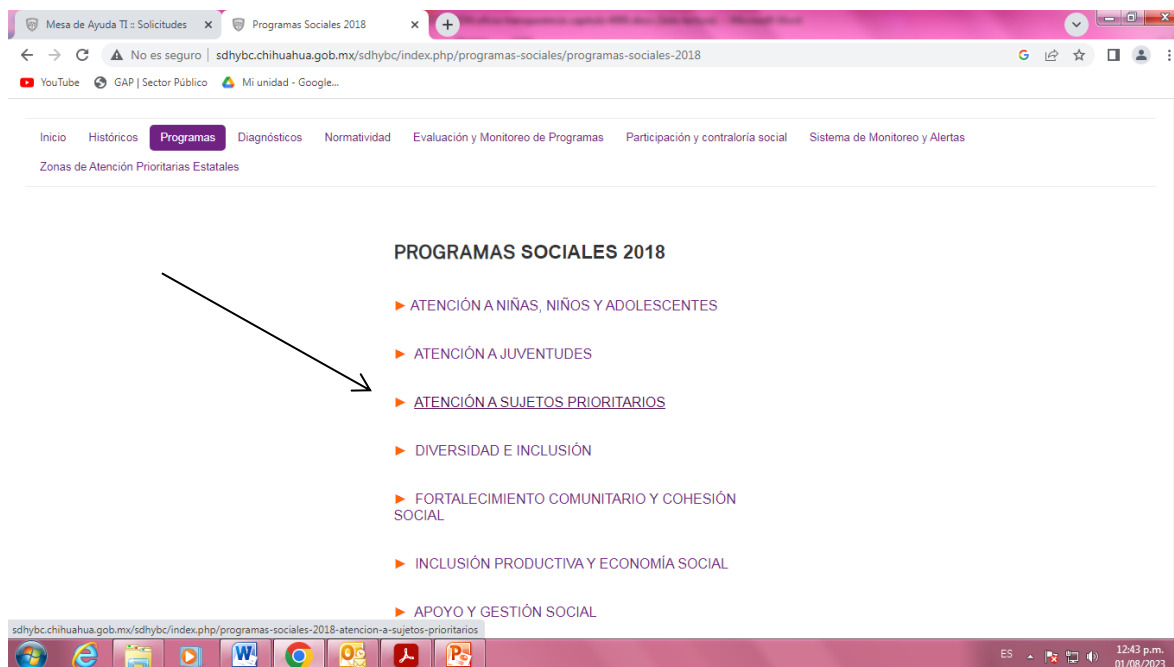 Mesa de Ayuda TI :: Solicitudes
Programas Sociales 2018
No es seguro | sdhybc.chihuahua.gob.mx/sdhybc/index.php/programas-sociales/programas-sociales-2018
YouTube GAP | Sector Público Mi unidad - Google...
Inicio Históricos Programas Diagnósticos Normatividad Evaluación y Monitoreo de Programas Participación y contraloría social Sistema de Monitoreo y Alertas
Zonas de Atención Prioritarias Estatales
PROGRAMAS SOCIALES 2018
► ATENCIÓN A NIÑAS, NIÑOS Y ADOLESCENTES
► ATENCIÓN A JUVENTUDES
► ATENCIÓN A SUJETOS PRIORITARIOS
► DIVERSIDAD E INCLUSIÓN
► FORTALECIMIENTO COMUNITARIO Y COHESIÓN
SOCIAL
► INCLUSIÓN PRODUCTIVA Y ECONOMÍA SOCIAL
► APOYO Y GESTIÓN SOCIAL
sdhybc.chihuahua.gob.mx/sdhybc/index.php/programas-sociales-2018-atencion-a-sujetos-prioritarios
ES 12:43 p.m.
01/08/2023